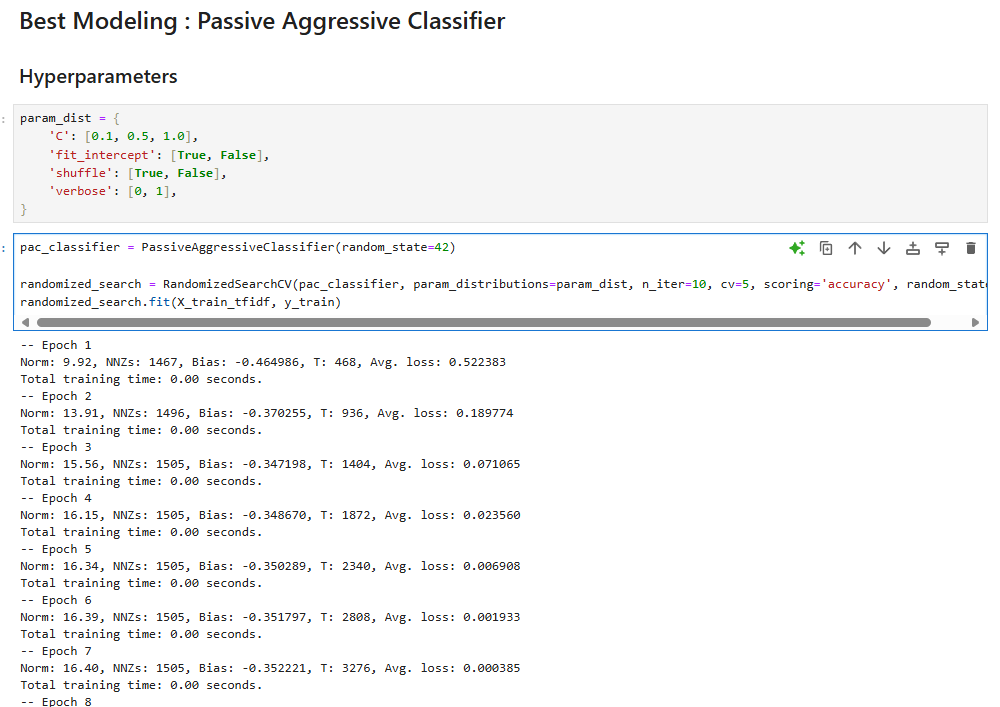 Best Modeling : Passive Aggressive Classifier
Hyperparameters
:
param_dist = {
    'C': [0.1, 0.5, 1.0],
    'fit_intercept': [True, False],
    'shuffle': [True, False],
    'verbose': [0, 1],
}
:
pac_classifier = PassiveAggressiveClassifier(random_state=42)
randomized_search = RandomizedSearchCV(pac_classifier, param_distributions=param_dist, n_iter=10, cv=5, scoring='accuracy', random_state
randomized_search.fit(X_train_tfidf, y_train)
-- Epoch 1
Norm: 9.92, NNZs: 1467, Bias: -0.464986, T: 468, Avg. loss: 0.522383
Total training time: 0.00 seconds.
-- Epoch 2
Norm: 13.91, NNZs: 1496, Bias: -0.370255, T: 936, Avg. loss: 0.189774
Total training time: 0.00 seconds.
-- Epoch 3
Norm: 15.56, NNZs: 1505, Bias: -0.347198, T: 1404, Avg. loss: 0.071065
Total training time: 0.00 seconds.
-- Epoch 4
Norm: 16.15, NNZs: 1505, Bias: -0.348670, T: 1872, Avg. loss: 0.023560
Total training time: 0.00 seconds.
-- Epoch 5
Norm: 16.34, NNZs: 1505, Bias: -0.350289, T: 2340, Avg. loss: 0.006908
Total training time: 0.00 seconds.
-- Epoch 6
Norm: 16.39, NNZs: 1505, Bias: -0.351797, T: 2808, Avg. loss: 0.001933
Total training time: 0.00 seconds.
-- Epoch 7
Norm: 16.40, NNZs: 1505, Bias: -0.352221, T: 3276, Avg. loss: 0.000385
Total training time: 0.00 seconds.
-- Epoch 8